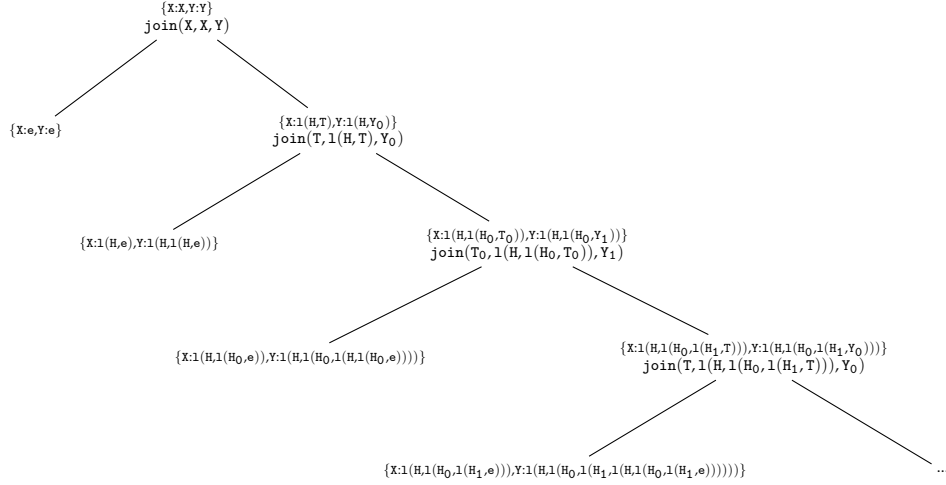 {X:X,Y:Y}
join(X,X,Y)
{X:e,Y:e}
{X:l(H,T),Y:l(H,Y₀)}
join(T,l(H,T),Y₀)
{X:l(H,e),Y:l(H,l(H,e))}
{X:l(H,l(H₀,T₀)),Y:l(H,l(H₀,Y₁))}
join(T₀,l(H,l(H₀,T₀)),Y₁)
{X:l(H,l(H₀,e)),Y:l(H,l(H₀,l(H,l(H₀,e))))}
{X:l(H,l(H₀,l(H₁,T))),Y:l(H,l(H₀,l(H₁,Y₀)))}
join(T,l(H,l(H₀,l(H₁,T))),Y₀)
{X:l(H,l(H₀,l(H₁,e))),Y:l(H,l(H₀,l(H₁,l(H,l(H₀,l(H₁,e))))))}
...